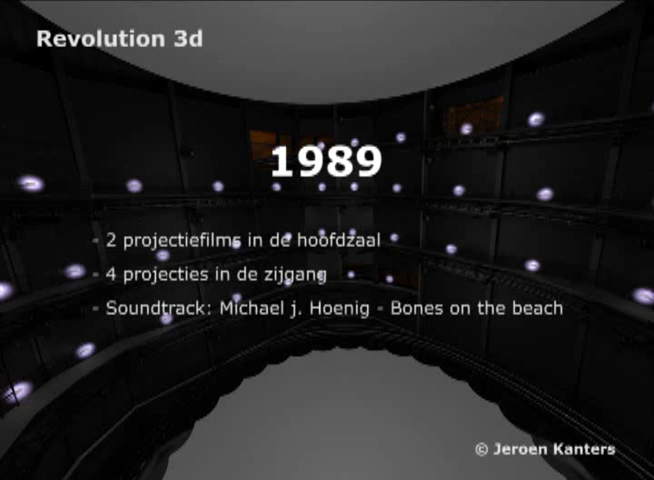 Revolution 3d
1989
- 2 projectiefilms in de hoofdzaal
- 4 projecties in de zijgang
- Soundtrack: Michael j. Hoenig - Bones on the beach
© Jeroen Kanters